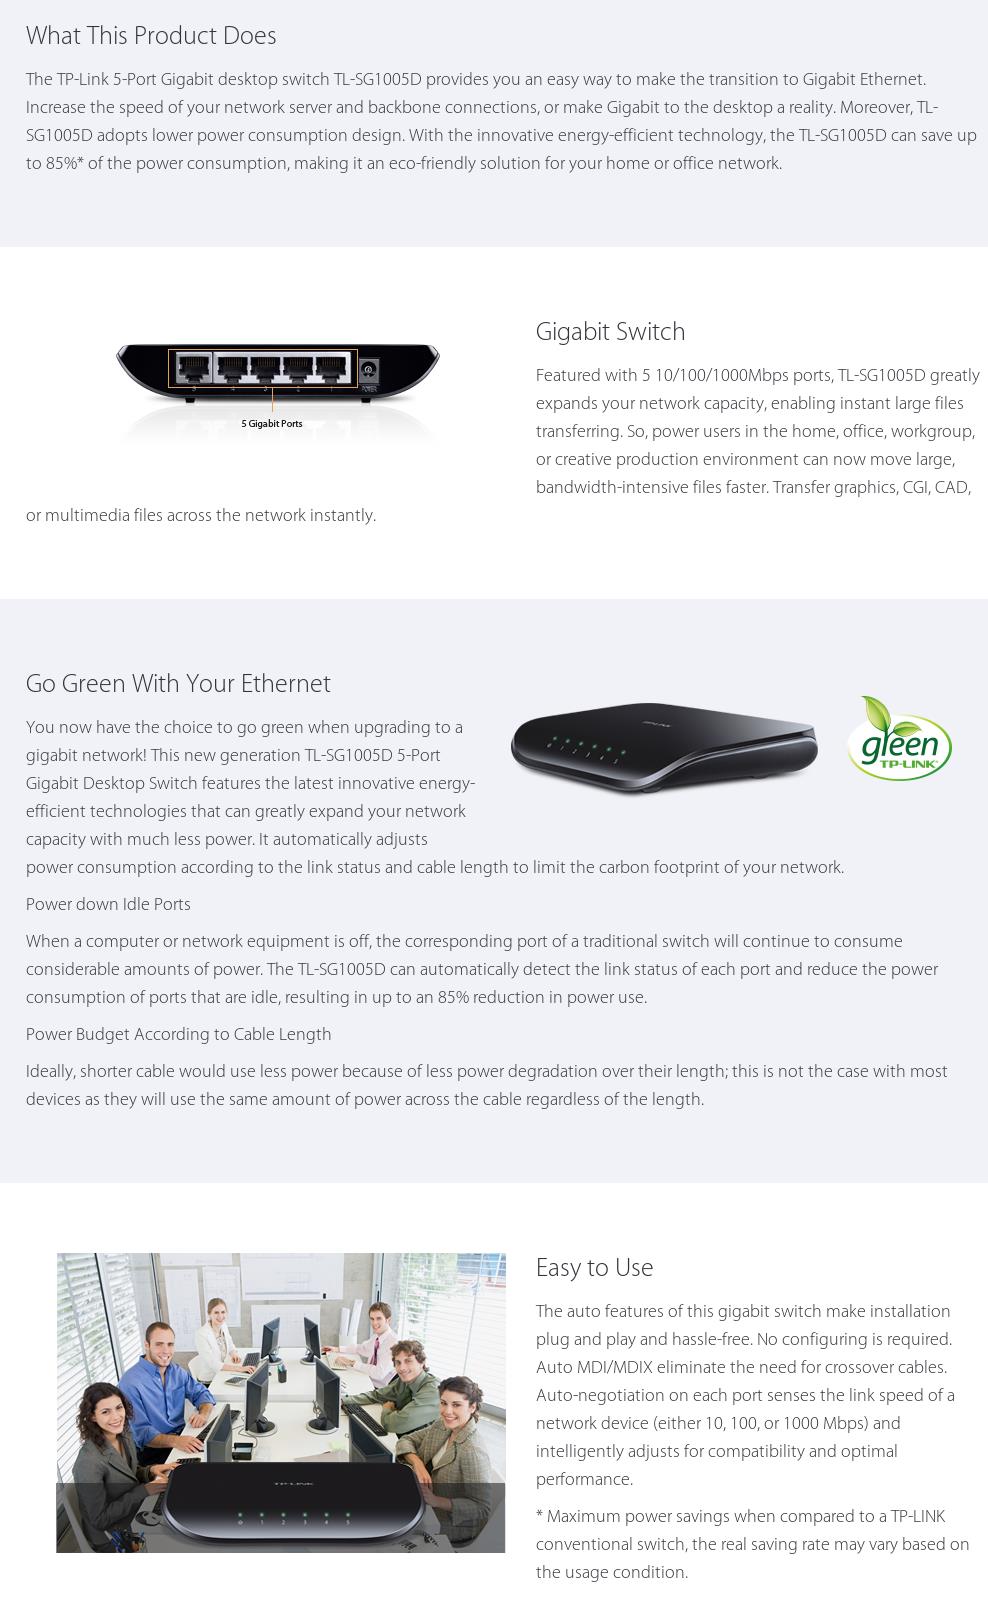 What This Product Does
The TP-Link 5-Port Gigabit desktop switch TL-SG1005D provides you an easy way to make the transition to Gigabit Ethernet.
Increase the speed of your network server and backbone connections, or make Gigabit to the desktop a reality. Moreover, TL-
SG1005D adopts lower power consumption design. With the innovative energy-efficient technology, the TL-SG1005D can save up
to 85%* of the power consumption, making it an eco-friendly solution for your home or office network.
5 4 3 2 1 POWER
5 Gigabit Ports
Gigabit Switch
Featured with 5 10/100/1000Mbps ports, TL-SG1005D greatly
expands your network capacity, enabling instant large files
transferring. So, power users in the home, office, workgroup,
or creative production environment can now move large,
bandwidth-intensive files faster. Transfer graphics, CGI, CAD,
or multimedia files across the network instantly.
Go Green With Your Ethernet
You now have the choice to go green when upgrading to a
gigabit network! This new generation TL-SG1005D 5-Port
Gigabit Desktop Switch features the latest innovative energy-
efficient technologies that can greatly expand your network
capacity with much less power. It automatically adjusts
power consumption according to the link status and cable length to limit the carbon footprint of your network.
TP-LINK
1 2 3 4 5
green
TP-LINK
Power down Idle Ports
When a computer or network equipment is off, the corresponding port of a traditional switch will continue to consume
considerable amounts of power. The TL-SG1005D can automatically detect the link status of each port and reduce the power
consumption of ports that are idle, resulting in up to an 85% reduction in power use.
Power Budget According to Cable Length
Ideally, shorter cable would use less power because of less power degradation over their length; this is not the case with most
devices as they will use the same amount of power across the cable regardless of the length.
TP-LINK
1 2 3 4 5
Easy to Use
The auto features of this gigabit switch make installation
plug and play and hassle-free. No configuring is required.
Auto MDI/MDIX eliminate the need for crossover cables.
Auto-negotiation on each port senses the link speed of a
network device (either 10, 100, or 1000 Mbps) and
intelligently adjusts for compatibility and optimal
performance.
* Maximum power savings when compared to a TP-LINK
conventional switch, the real saving rate may vary based on
the usage condition.